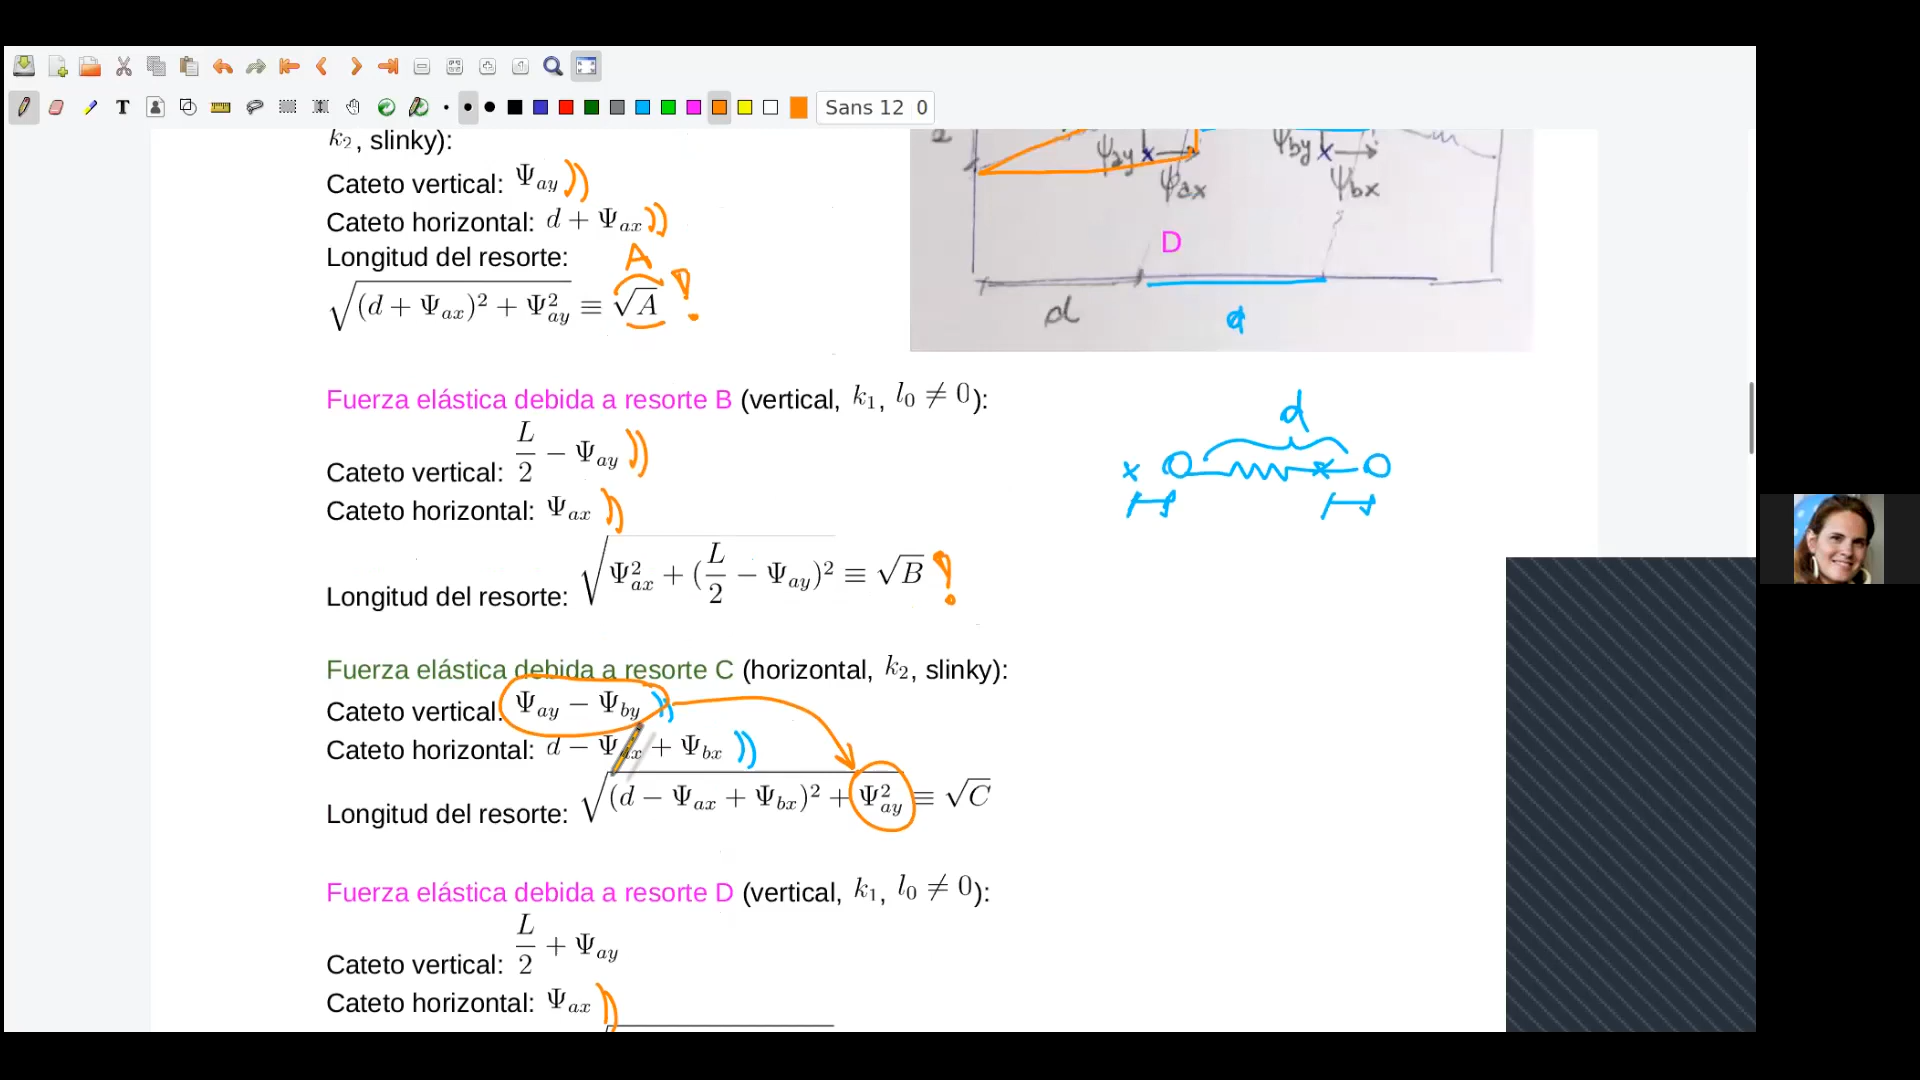 Sans 12 0
k₂, slinky):
Cateto vertical: Ψ_ay
Cateto horizontal: d + Ψ_ax
Longitud del resorte:
A
√((d + Ψ_ax)² + Ψ²_ay) ≡ √A !
Ψ_ay x Ψ_by x
Ψ_ax Ψ_bx
D
d d
Fuerza elástica debida a resorte B (vertical, k₁, l₀ ≠ 0):
Cateto vertical: L/2 − Ψ_ay
Cateto horizontal: Ψ_ax
Longitud del resorte: √(Ψ²_ax + (L/2 − Ψ_ay)²) ≡ √B !
d
x x
Fuerza elástica debida a resorte C (horizontal, k₂, slinky):
Cateto vertical: Ψ_ay − Ψ_by
Cateto horizontal: d − Ψ_ax + Ψ_bx
Longitud del resorte: √((d − Ψ_ax + Ψ_bx)² + Ψ²_ay) ≡ √C
Fuerza elástica debida a resorte D (vertical, k₁, l₀ ≠ 0):
Cateto vertical: L/2 + Ψ_ay
Cateto horizontal: Ψ_ax